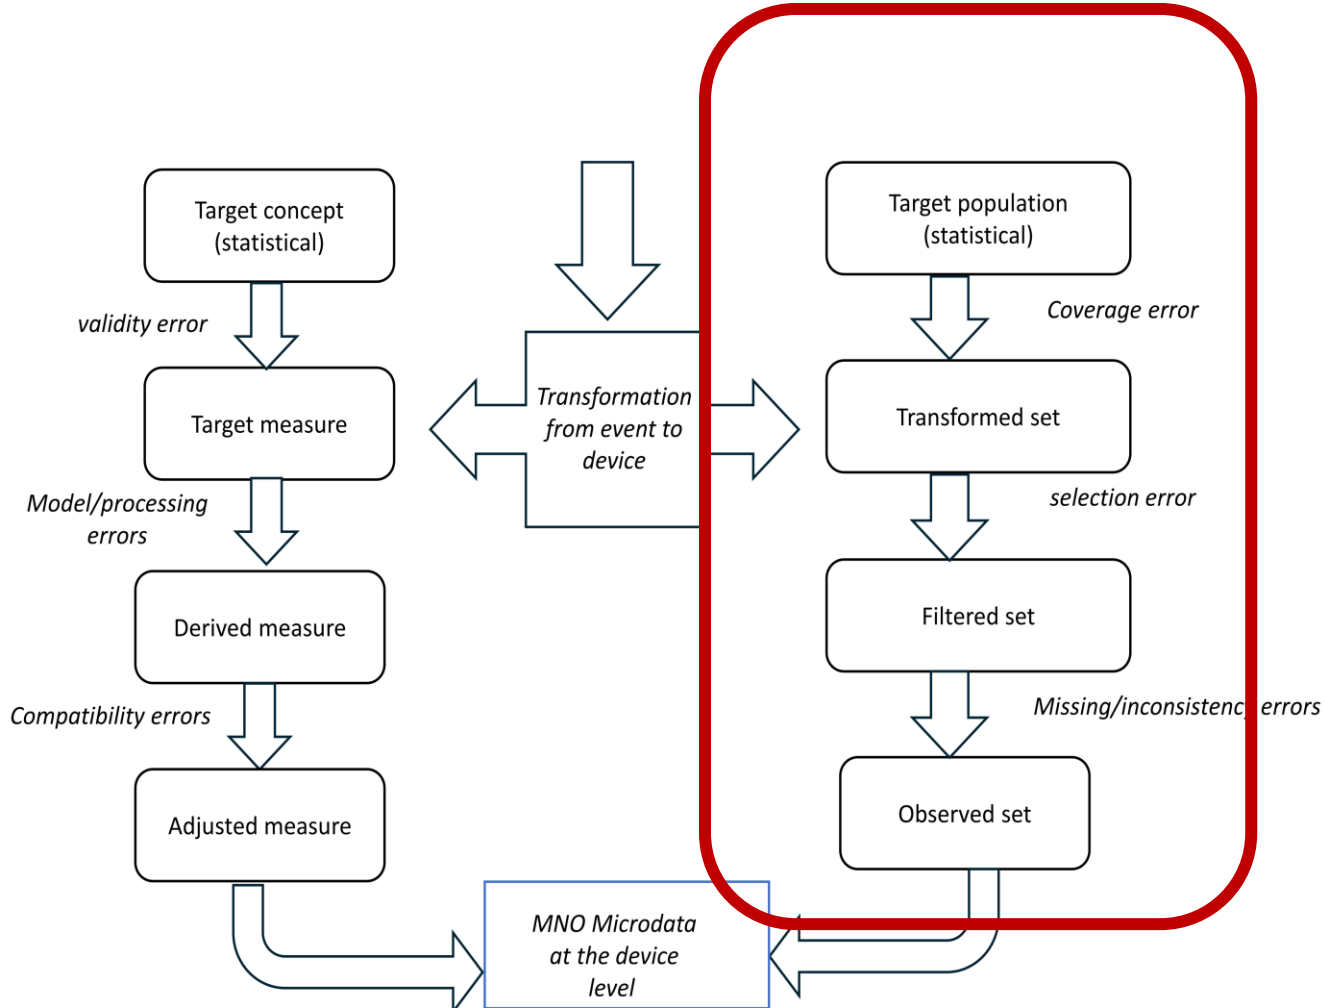 Target concept
(statistical)
validity error
Target measure
Model/processing
errors
Derived measure
Compatibility errors
Adjusted measure
Transformation
from event to
device
MNO Microdata
at the device
level
Target population
(statistical)
Coverage error
Transformed set
selection error
Filtered set
Missing/inconsistency errors
Observed set